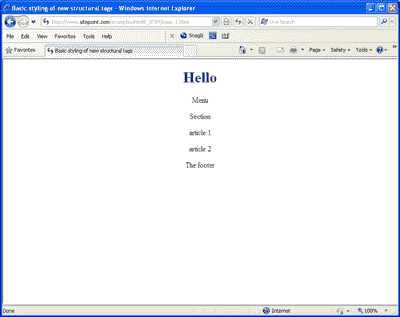 Basic styling of new structural tags - Windows Internet Explorer
http://www.sitepoint.com/examples/html5_0709/base-1.html
Live Search
File Edit View Favorites Tools Help
SnagIt
Favorites
Basic styling of new structural tags
Page Safety Tools
Hello
Menu
Section
article 1
article 2
The footer
Done
Internet
100%